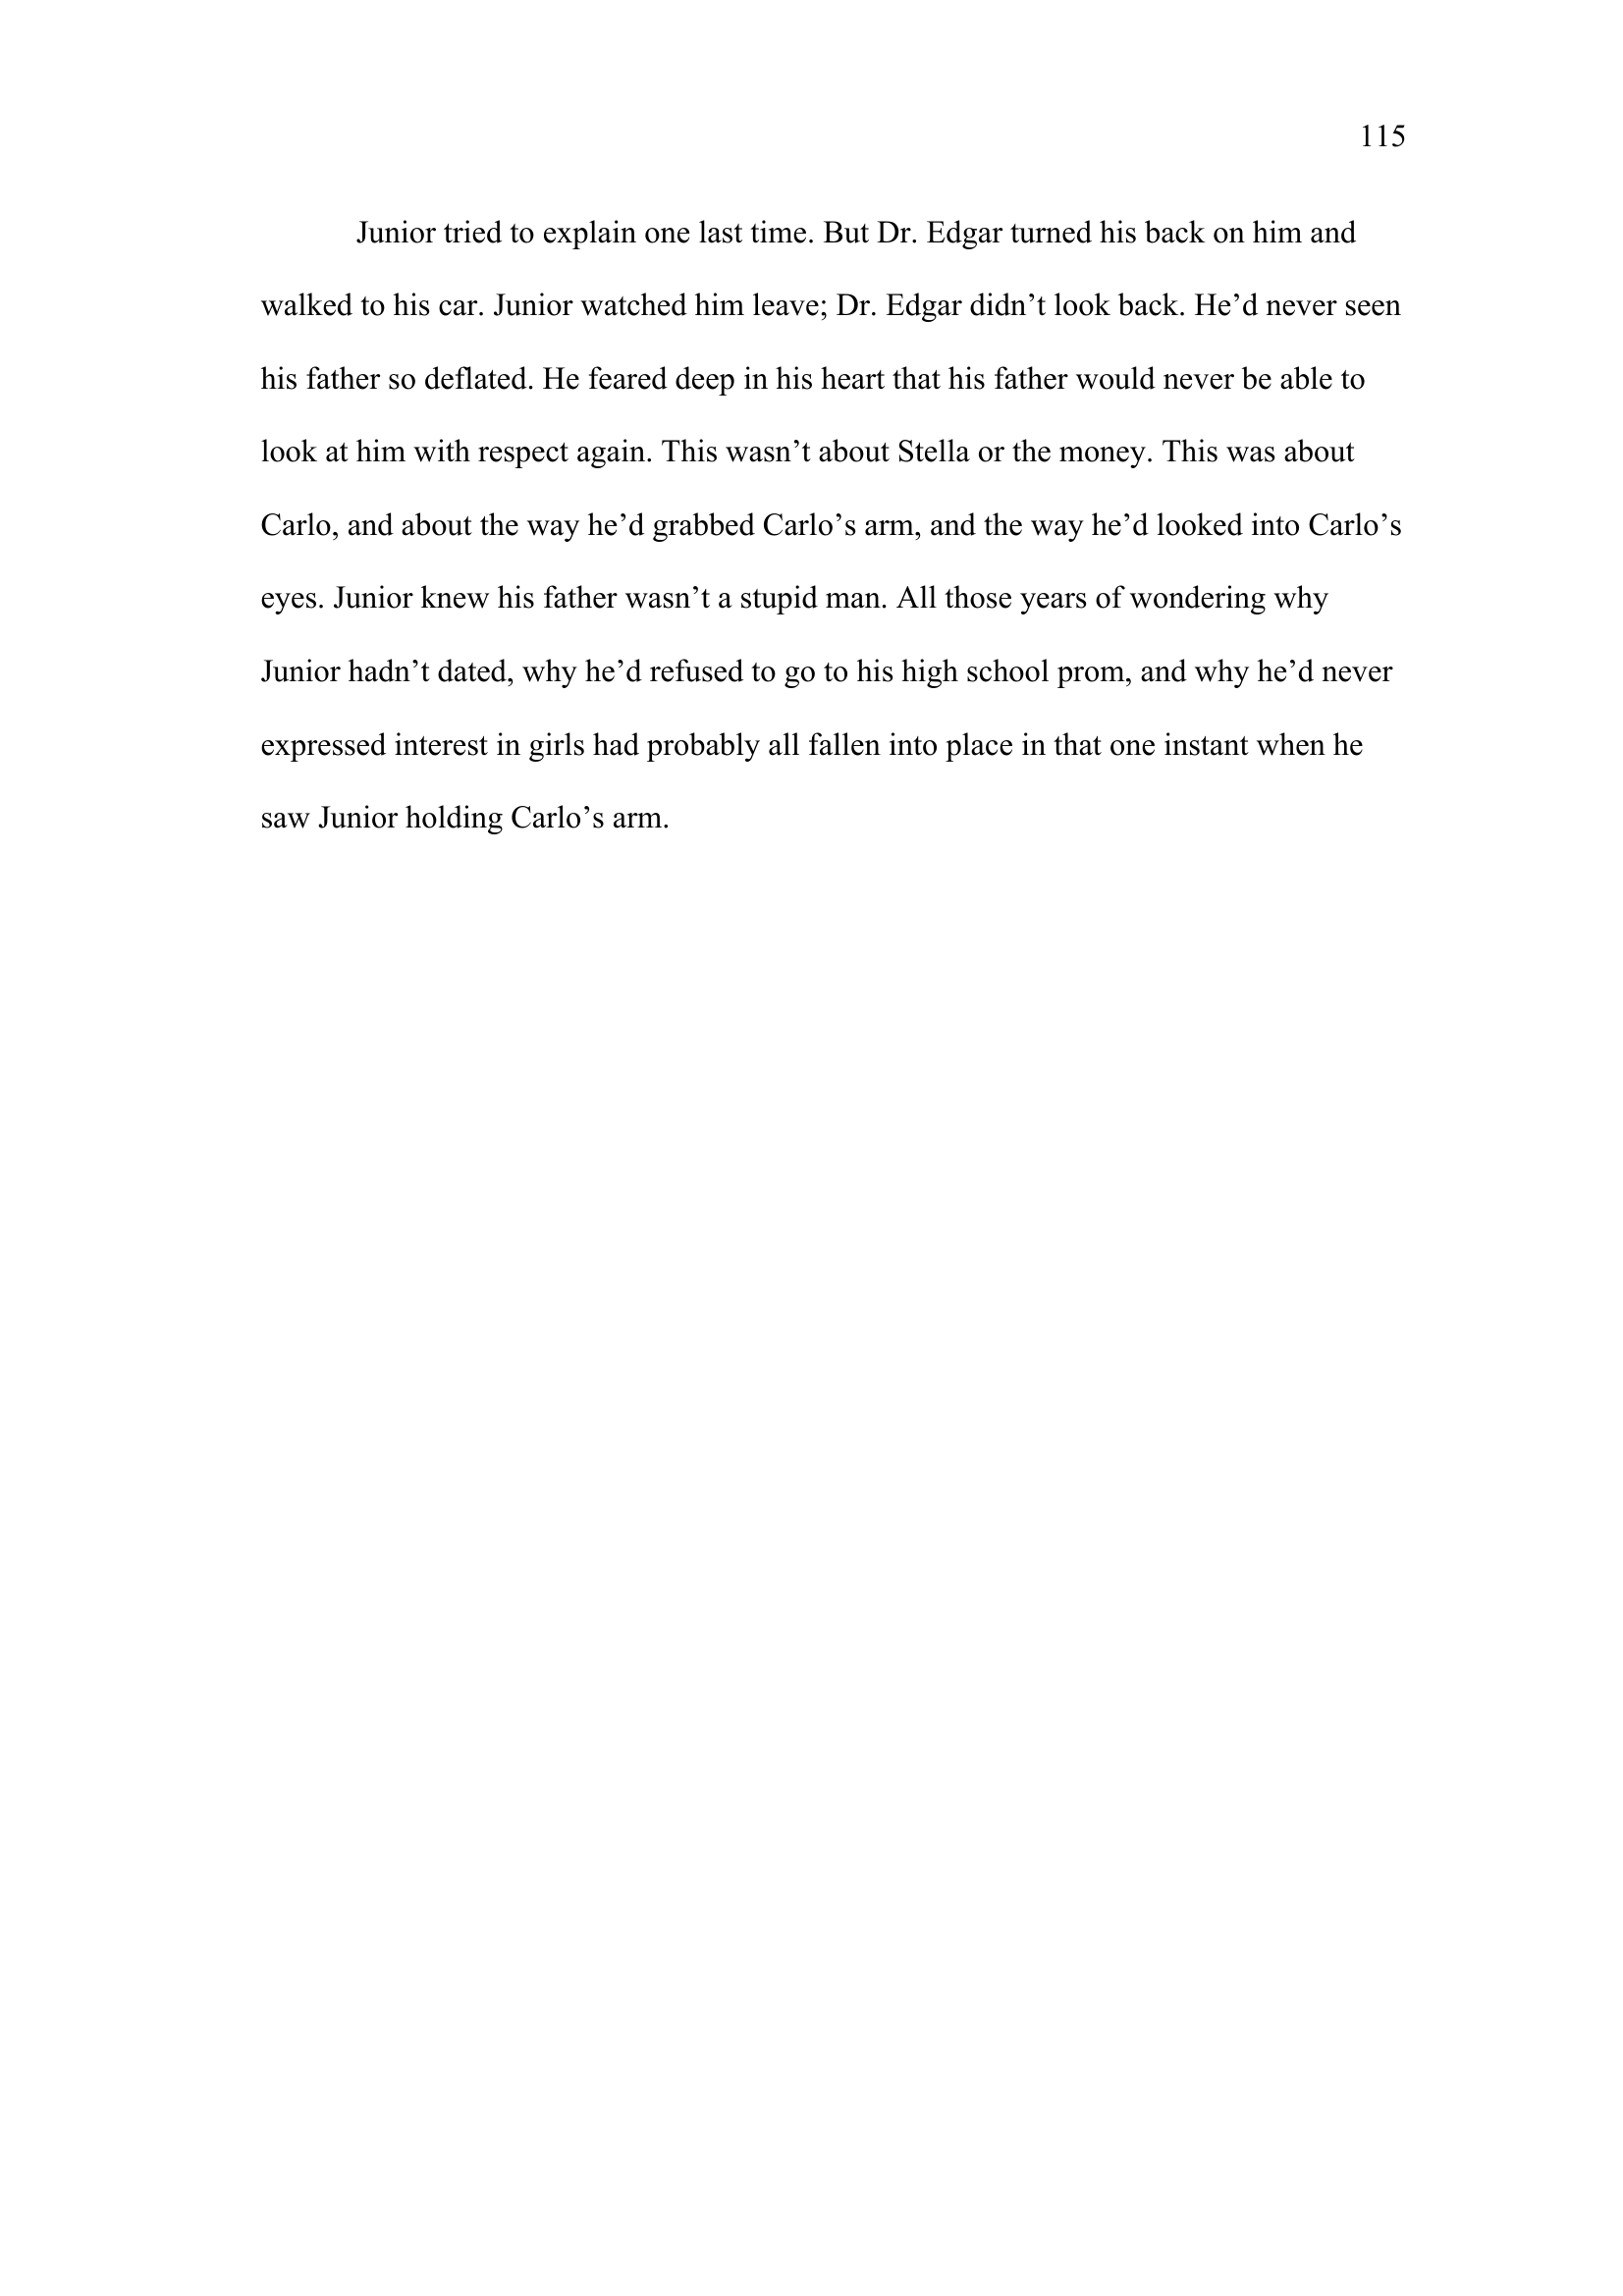 115
Junior tried to explain one last time. But Dr. Edgar turned his back on him and
walked to his car. Junior watched him leave; Dr. Edgar didn’t look back. He’d never seen
his father so deflated. He feared deep in his heart that his father would never be able to
look at him with respect again. This wasn’t about Stella or the money. This was about
Carlo, and about the way he’d grabbed Carlo’s arm, and the way he’d looked into Carlo’s
eyes. Junior knew his father wasn’t a stupid man. All those years of wondering why
Junior hadn’t dated, why he’d refused to go to his high school prom, and why he’d never
expressed interest in girls had probably all fallen into place in that one instant when he
saw Junior holding Carlo’s arm.